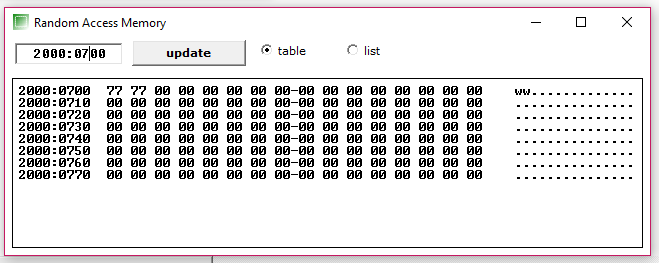 Random Access Memory
2000:0700 update table list
2000:0700 77 77 00 00 00 00 00 00-00 00 00 00 00 00 00 00 ww..............
2000:0710 00 00 00 00 00 00 00 00-00 00 00 00 00 00 00 00 ................
2000:0720 00 00 00 00 00 00 00 00-00 00 00 00 00 00 00 00 ................
2000:0730 00 00 00 00 00 00 00 00-00 00 00 00 00 00 00 00 ................
2000:0740 00 00 00 00 00 00 00 00-00 00 00 00 00 00 00 00 ................
2000:0750 00 00 00 00 00 00 00 00-00 00 00 00 00 00 00 00 ................
2000:0760 00 00 00 00 00 00 00 00-00 00 00 00 00 00 00 00 ................
2000:0770 00 00 00 00 00 00 00 00-00 00 00 00 00 00 00 00 ................